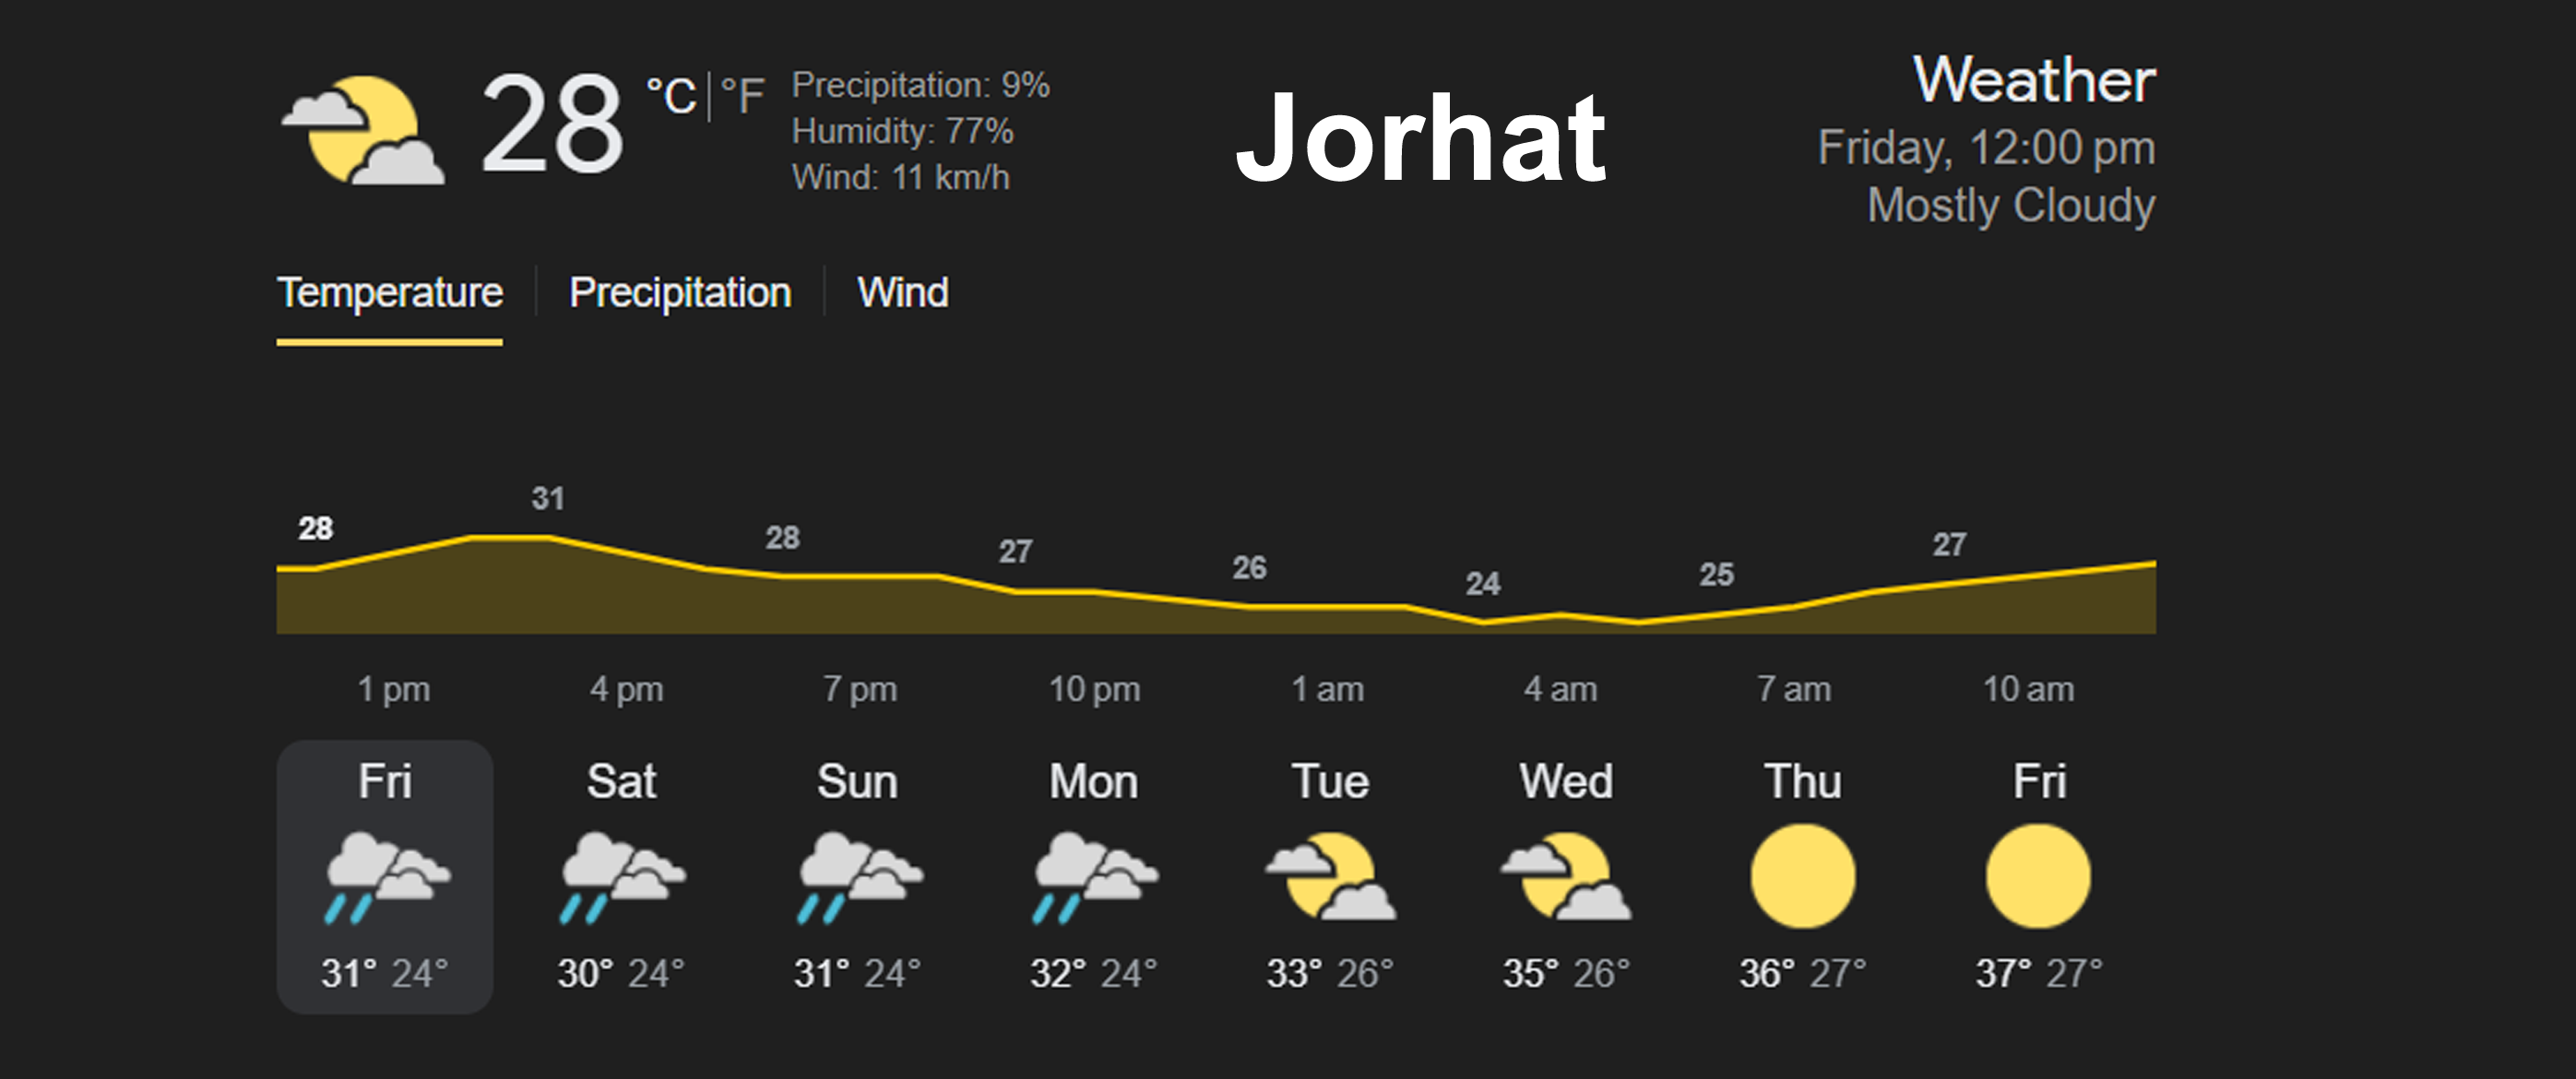 28 °C | °F
Precipitation: 9%
Humidity: 77%
Wind: 11 km/h
Jorhat
Weather
Friday, 12:00 pm
Mostly Cloudy
Temperature | Precipitation | Wind
28 31 28 27 26 24 25 27
1 pm 4 pm 7 pm 10 pm 1 am 4 am 7 am 10 am
Fri Sat Sun Mon Tue Wed Thu Fri
31° 24° 30° 24° 31° 24° 32° 24° 33° 26° 35° 26° 36° 27° 37° 27°